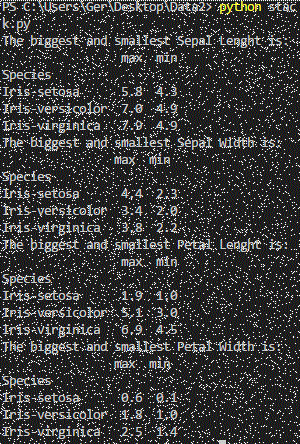 PS C:\Users\Ger\Desktop\Data2> python stac
k.py
The biggest and smallest Sepal Lenght is:
max min
Species
Iris-setosa 5.8 4.3
Iris-versicolor 7.0 4.9
Iris-virginica 7.9 4.9
The biggest and smallest Sepal Width is:
max min
Species
Iris-setosa 4.4 2.3
Iris-versicolor 3.4 2.0
Iris-virginica 3.8 2.2
The biggest and smallest Petal Lenght is:
max min
Species
Iris-setosa 1.9 1.0
Iris-versicolor 5.1 3.0
Iris-virginica 6.9 4.5
The biggest and smallest Petal Width is:
max min
Species
Iris-setosa 0.6 0.1
Iris-versicolor 1.8 1.0
Iris-virginica 2.5 1.4